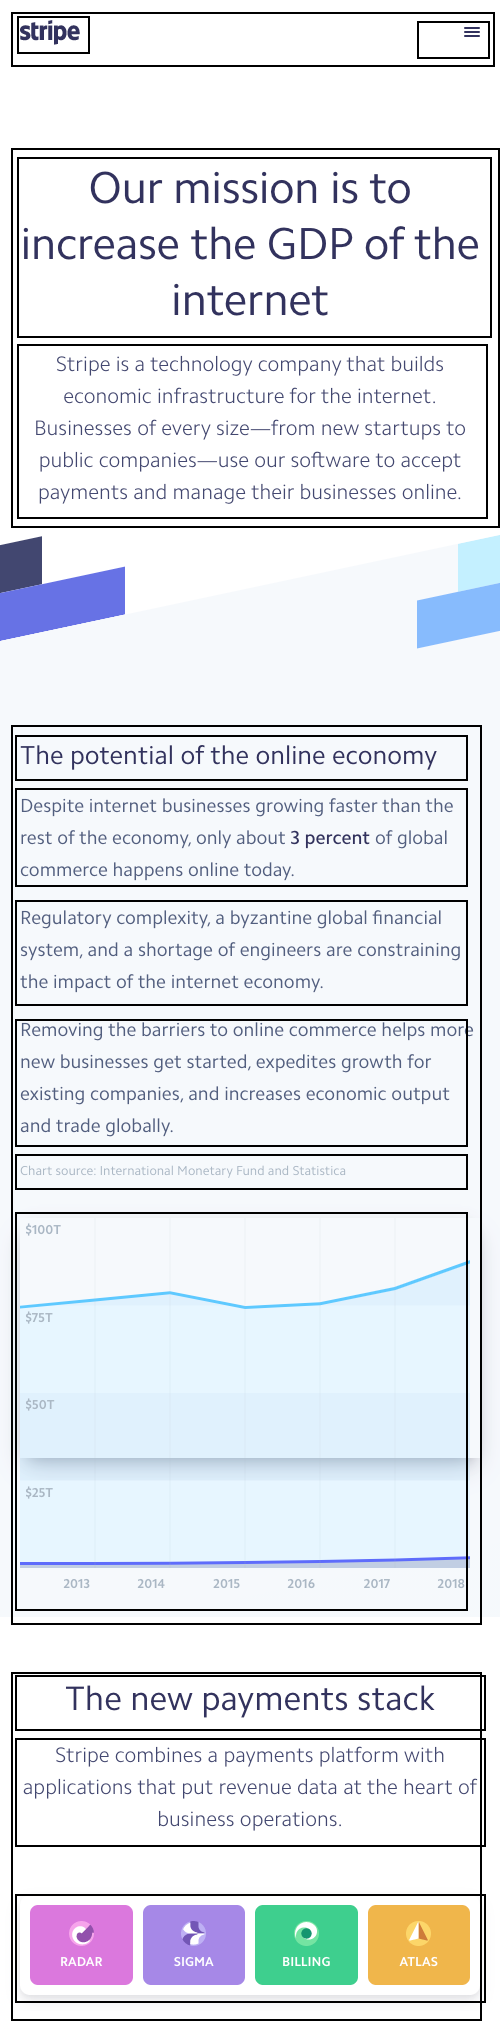 stripe
Our mission is to
increase the GDP of the
internet
Stripe is a technology company that builds
economic infrastructure for the internet.
Businesses of every size—from new startups to
public companies—use our software to accept
payments and manage their businesses online.
The potential of the online economy
Despite internet businesses growing faster than the
rest of the economy, only about 3 percent of global
commerce happens online today.
Regulatory complexity, a byzantine global financial
system, and a shortage of engineers are constraining
the impact of the internet economy.
Removing the barriers to online commerce helps more
new businesses get started, expedites growth for
existing companies, and increases economic output
and trade globally.
Chart source: International Monetary Fund and Statistica
$100T
$75T
$50T
$25T
2013 2014 2015 2016 2017 2018
The new payments stack
Stripe combines a payments platform with
applications that put revenue data at the heart of
business operations.
RADAR SIGMA BILLING ATLAS